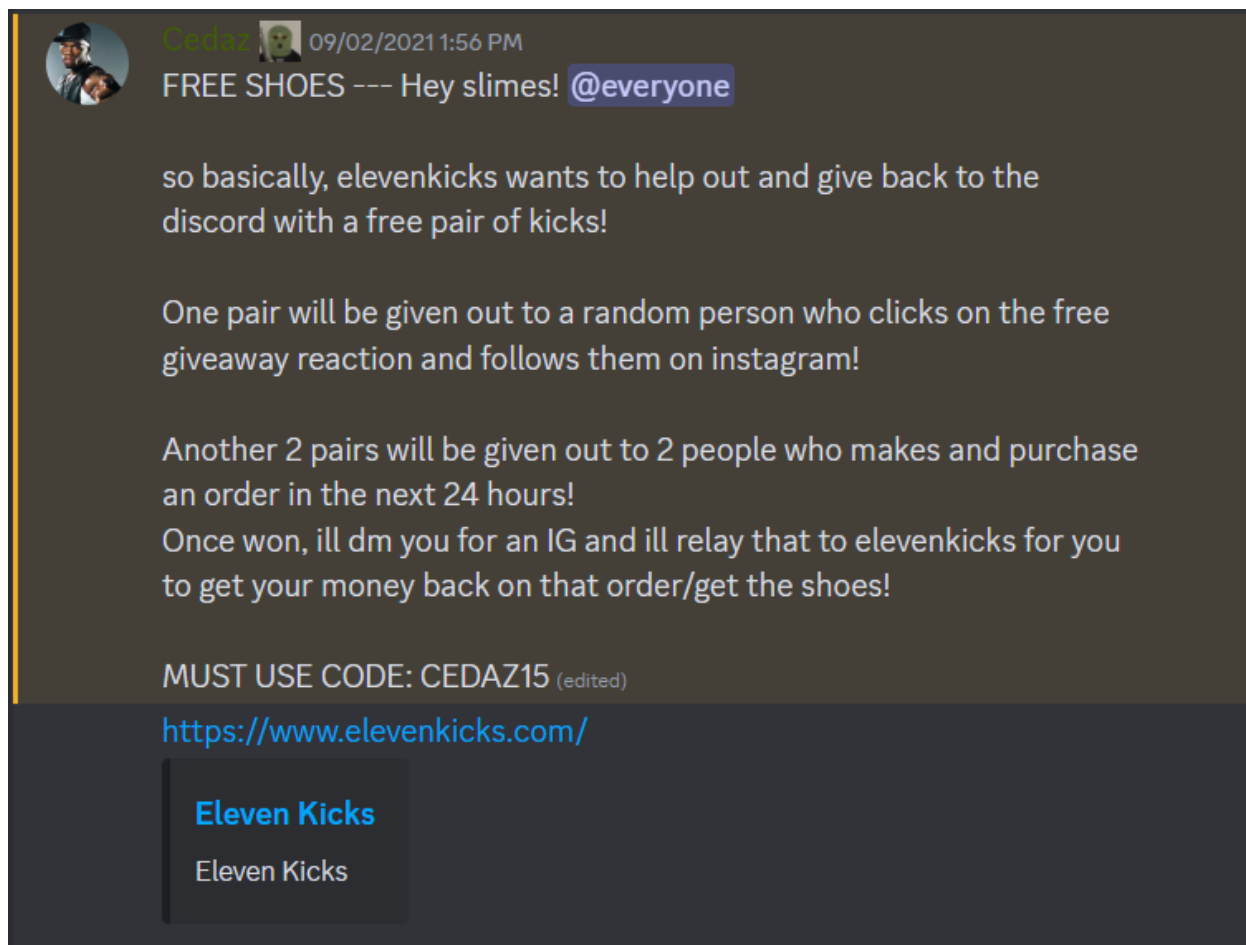 Cedaz 09/02/2021 1:56 PM
FREE SHOES --- Hey slimes! @everyone
so basically, elevenkicks wants to help out and give back to the
discord with a free pair of kicks!
One pair will be given out to a random person who clicks on the free
giveaway reaction and follows them on instagram!
Another 2 pairs will be given out to 2 people who makes and purchase
an order in the next 24 hours!
Once won, ill dm you for an IG and ill relay that to elevenkicks for you
to get your money back on that order/get the shoes!
MUST USE CODE: CEDAZ15 (edited)
https://www.elevenkicks.com/
Eleven Kicks
Eleven Kicks